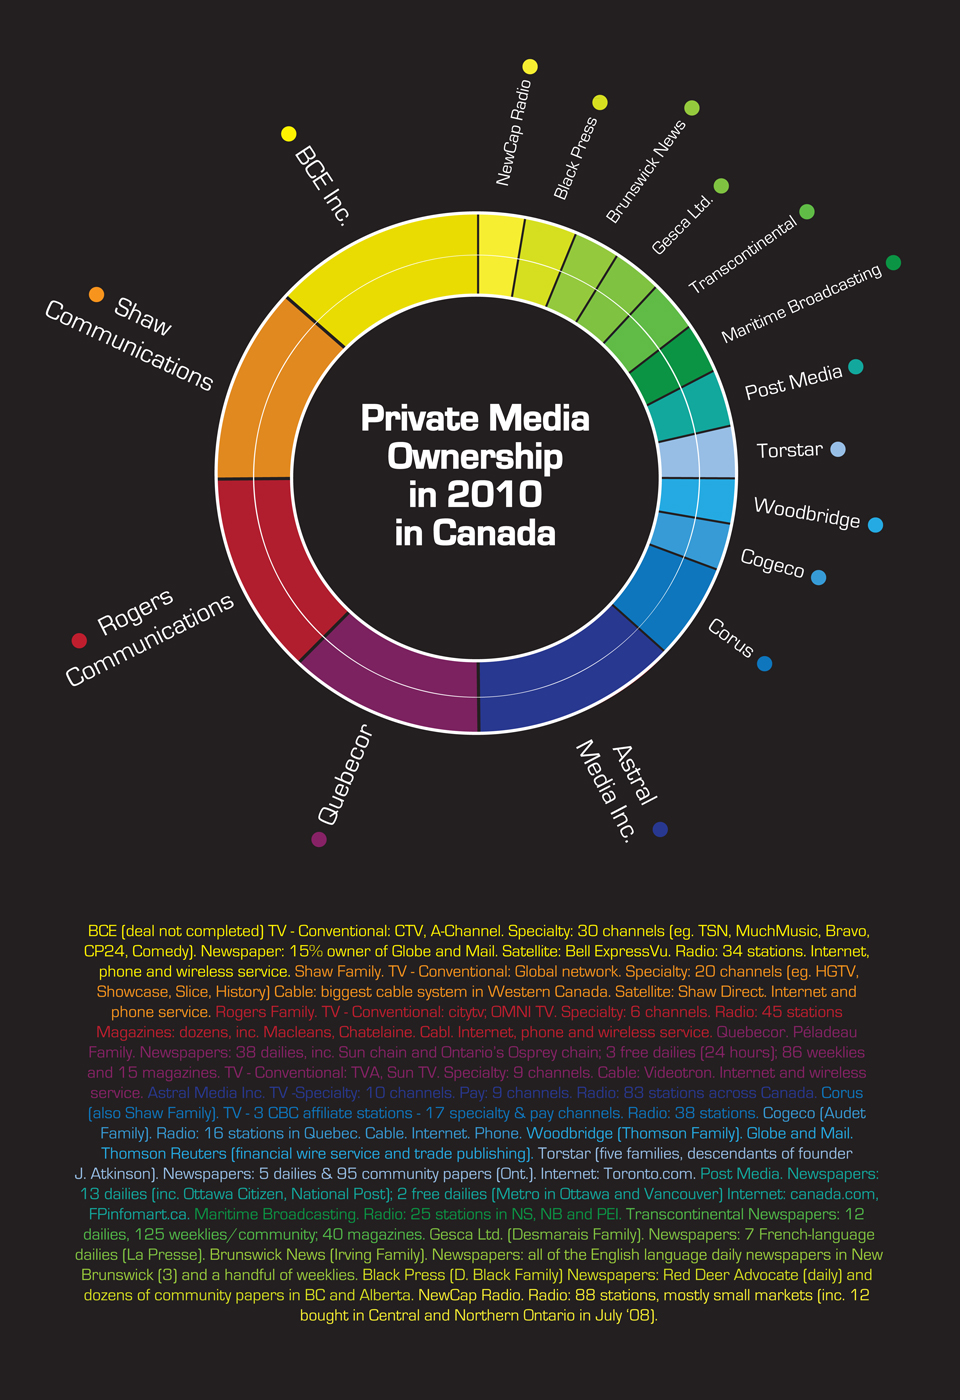 NewCap Radio
Black Press
Brunswick News
BCE Inc.
Gesca Ltd.
Transcontinental
Maritime Broadcasting
Shaw
Communications
Post Media
Private Media
Ownership
in 2010
in Canada
Torstar
Woodbridge
Cogeco
Rogers
Communications
Corus
Quebecor
Astral
Media Inc.
BCE (deal not completed) TV - Conventional: CTV, A-Channel. Specialty: 30 channels (eg. TSN, MuchMusic, Bravo,
CP24, Comedy). Newspaper: 15% owner of Globe and Mail. Satellite: Bell ExpressVu. Radio: 34 stations. Internet,
phone and wireless service. Shaw Family. TV - Conventional: Global network. Specialty: 20 channels (eg. HGTV,
Showcase, Slice, History) Cable: biggest cable system in Western Canada. Satellite: Shaw Direct. Internet and
phone service. Rogers Family. TV - Conventional: citytv; OMNI TV. Specialty: 6 channels. Radio: 45 stations
Magazines: dozens, inc. Macleans, Chatelaine. Cabl. Internet, phone and wireless service. Quebecor. Péladeau
Family. Newspapers: 38 dailies, inc. Sun chain and Ontario's Osprey chain; 3 free dailies (24 hours); 86 weeklies
and 15 magazines. TV - Conventional: TVA, Sun TV. Specialty: 9 channels. Cable: Videotron. Internet and wireless
service. Astral Media Inc. TV -Specialty: 10 channels. Pay: 9 channels. Radio: 83 stations across Canada. Corus
(also Shaw Family). TV - 3 CBC affiliate stations - 17 specialty & pay channels. Radio: 38 stations. Cogeco (Audet
Family). Radio: 16 stations in Quebec. Cable. Internet. Phone. Woodbridge (Thomson Family). Globe and Mail.
Thomson Reuters (financial wire service and trade publishing). Torstar (five families, descendants of founder
J. Atkinson). Newspapers: 5 dailies & 95 community papers (Ont.). Internet: Toronto.com. Post Media. Newspapers:
13 dailies (inc. Ottawa Citizen, National Post); 2 free dailies (Metro in Ottawa and Vancouver) Internet: canada.com,
FPinfomart.ca. Maritime Broadcasting. Radio: 25 stations in NS, NB and PEI. Transcontinental Newspapers: 12
dailies, 125 weeklies/community; 40 magazines. Gesca Ltd. (Desmarais Family). Newspapers: 7 French-language
dailies (La Presse). Brunswick News (Irving Family). Newspapers: all of the English language daily newspapers in New
Brunswick (3) and a handful of weeklies. Black Press (D. Black Family) Newspapers: Red Deer Advocate (daily) and
dozens of community papers in BC and Alberta. NewCap Radio. Radio: 88 stations, mostly small markets (inc. 12
bought in Central and Northern Ontario in July '08).